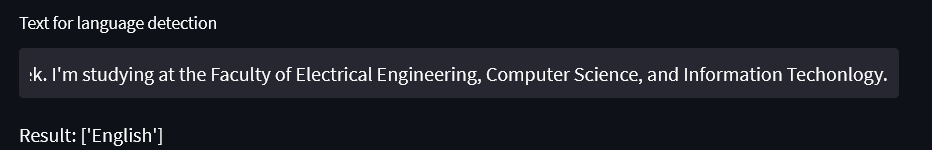 Text for language detection
k. I'm studying at the Faculty of Electrical Engineering, Computer Science, and Information Techonlogy.
Result: ['English']